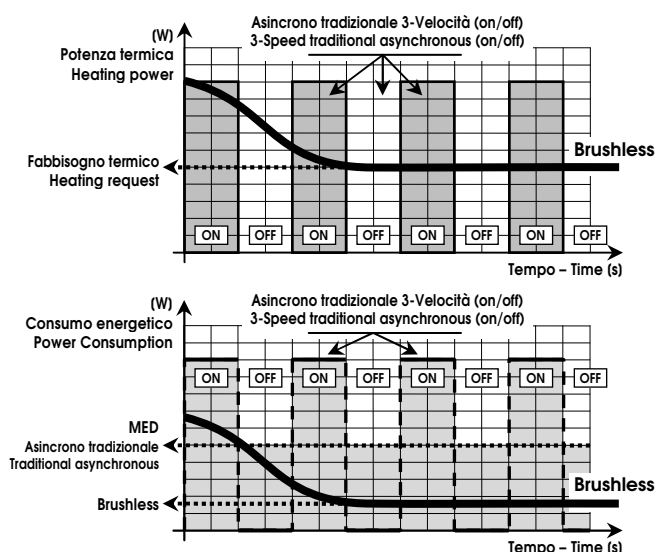 Asincrono tradizionale 3-Velocità (on/off)
3-Speed traditional asynchronous (on/off)
(W)
Potenza termica
Heating power
Brushless
Fabbisogno termico
Heating request
ON OFF ON OFF ON OFF ON OFF
Tempo – Time (s)
Asincrono tradizionale 3-Velocità (on/off)
3-Speed traditional asynchronous (on/off)
(W)
Consumo energetico
Power Consumption
ON OFF ON OFF ON OFF ON OFF
MED
Asincrono tradizionale
Traditional asynchronous
Brushless
Brushless
Tempo – Time (s)